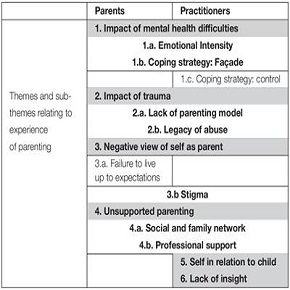 Parents Practitioners
1. Impact of mental health difficulties
1.a. Emotional Intensity
1.b. Coping strategy: Façade
1.c. Coping strategy: control
Themes and sub-
themes relating to
experience
of parenting
2. Impact of trauma
2.a. Lack of parenting model
2.b. Legacy of abuse
3. Negative view of self as parent
3.a. Failure to live
up to expectations
3.b Stigma
4. Unsupported parenting
4.a. Social and family network
4.b. Professional support
5. Self in relation to child
6. Lack of insight